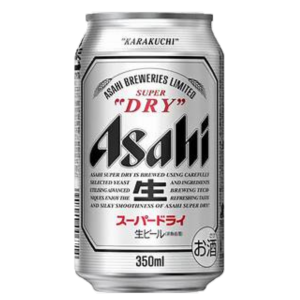 "KARAKUCHI"
ASAHI BREWERIES LIMITED
SUPER
"DRY"
Asahi
ASAHI SUPER DRY IS BREWED USING CAREFULLY
SELECTED YEAST 生 AND INGREDIENTS
UTILIZING ADVANCED BREWING TECH-
NIQUES. ENJOY THE REFRESHING TASTE
AND SILKY SMOOTHNESS OF ASAHI SUPER DRY!
スーパードライ
生ビール
お酒
350ml